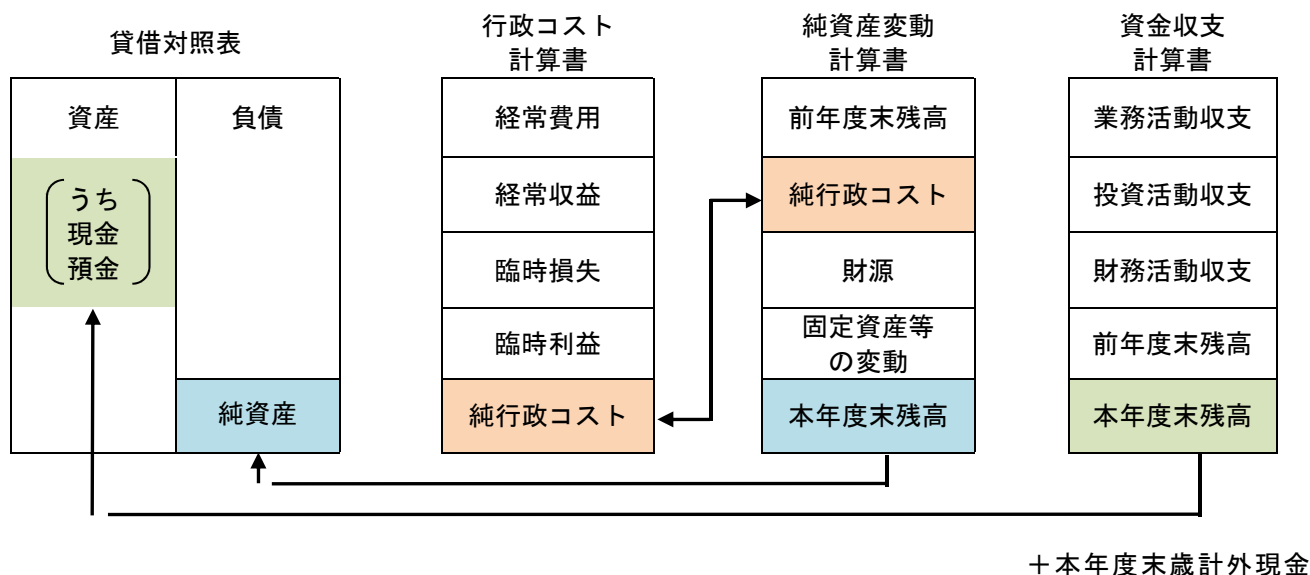 貸借対照表
資産
負債
うち
現金
預金
純資産
行政コスト
計算書
経常費用
経常収益
臨時損失
臨時利益
純行政コスト
純資産変動
計算書
前年度末残高
純行政コスト
財源
固定資産等
の変動
本年度末残高
資金収支
計算書
業務活動収支
投資活動収支
財務活動収支
前年度末残高
本年度末残高
＋本年度末歳計外現金